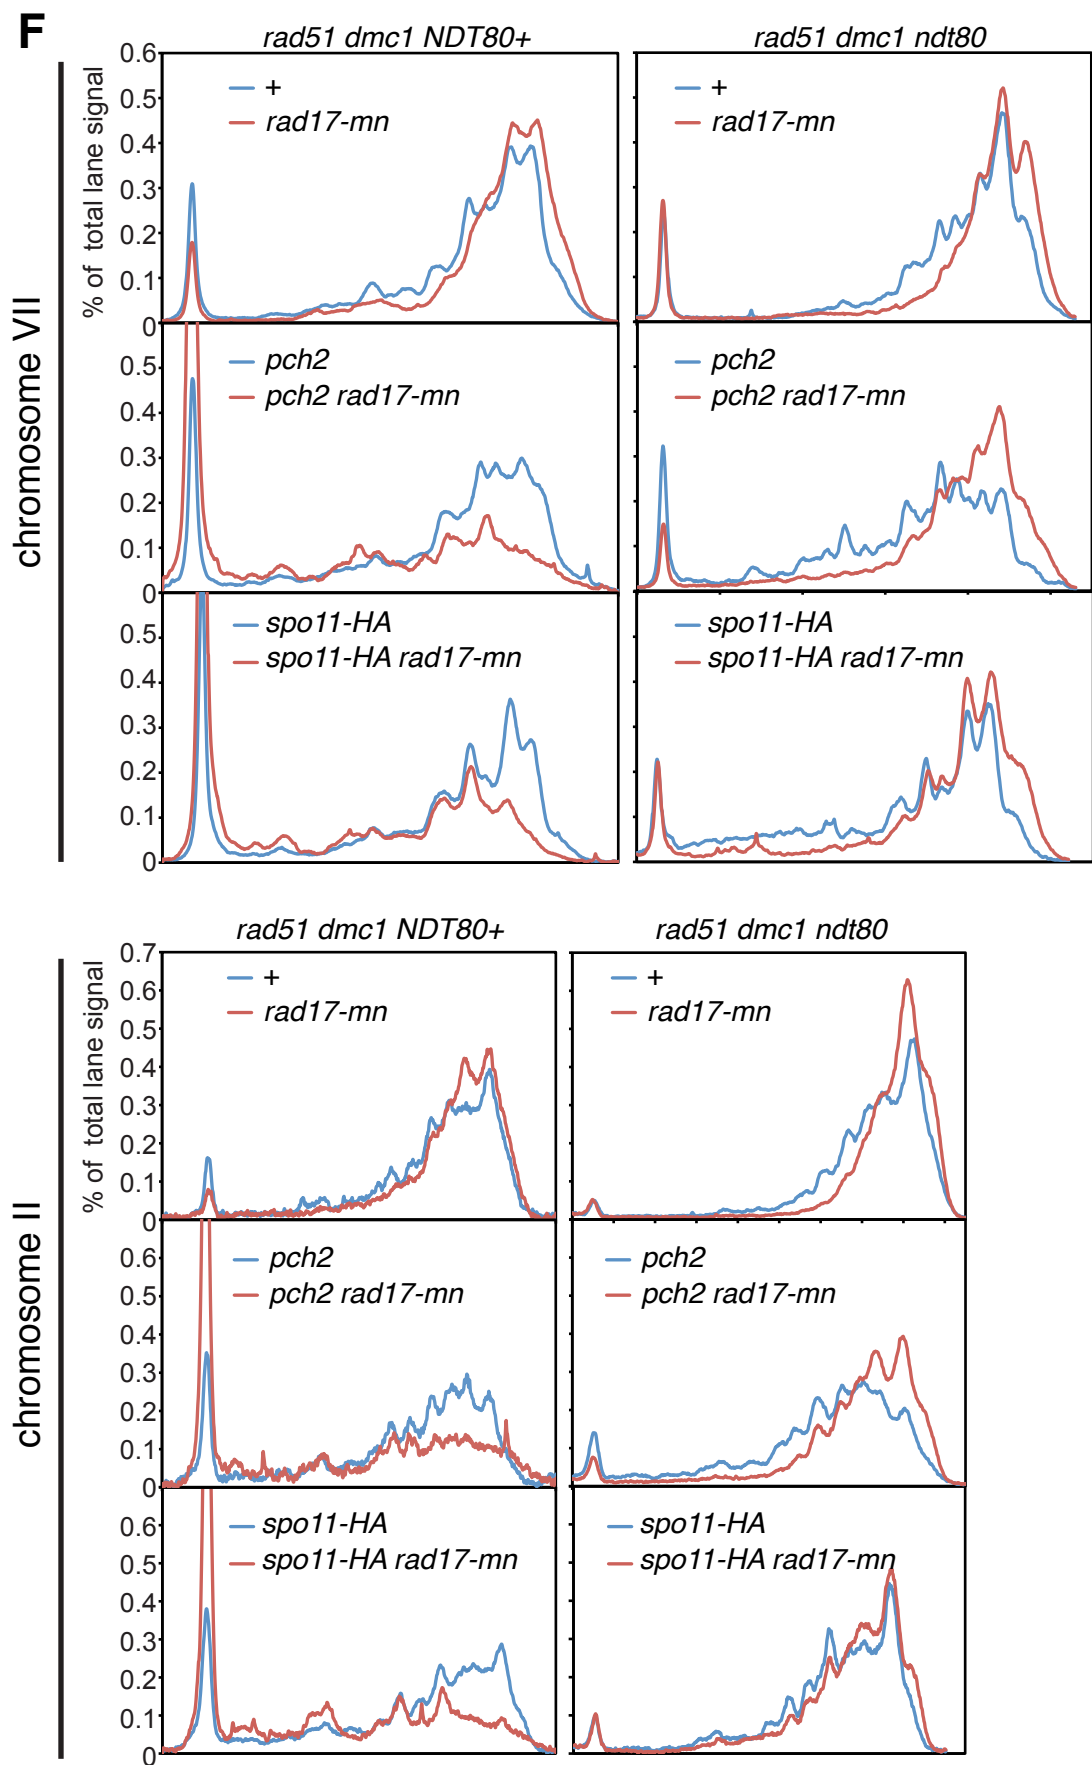 F
rad51 dmc1 NDT80+
rad51 dmc1 ndt80
chromosome VII
% of total lane signal
0.6
0.5
0.4
0.3
0.2
0.1
0
+
rad17-mn
+
rad17-mn
0.5
0.4
0.3
0.2
0.1
0
pch2
pch2 rad17-mn
pch2
pch2 rad17-mn
0.5
0.4
0.3
0.2
0.1
0
spo11-HA
spo11-HA rad17-mn
spo11-HA
spo11-HA rad17-mn
rad51 dmc1 NDT80+
rad51 dmc1 ndt80
chromosome II
% of total lane signal
0.7
0.6
0.5
0.4
0.3
0.2
0.1
0
+
rad17-mn
+
rad17-mn
0.6
0.5
0.4
0.3
0.2
0.1
0
pch2
pch2 rad17-mn
pch2
pch2 rad17-mn
0.6
0.5
0.4
0.3
0.2
0.1
0
spo11-HA
spo11-HA rad17-mn
spo11-HA
spo11-HA rad17-mn